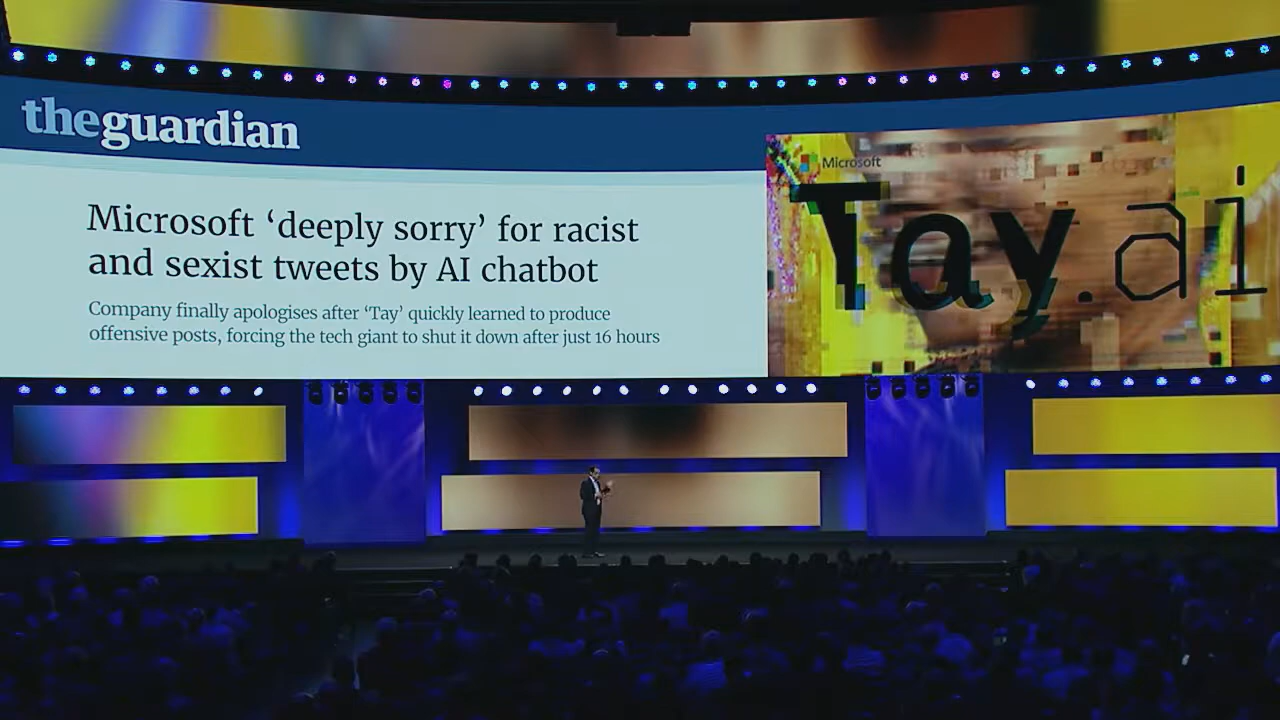 theguardian
Microsoft ‘deeply sorry’ for racist
and sexist tweets by AI chatbot
Company finally apologises after ‘Tay’ quickly learned to produce
offensive posts, forcing the tech giant to shut it down after just 16 hours
Microsoft
Tay.ai